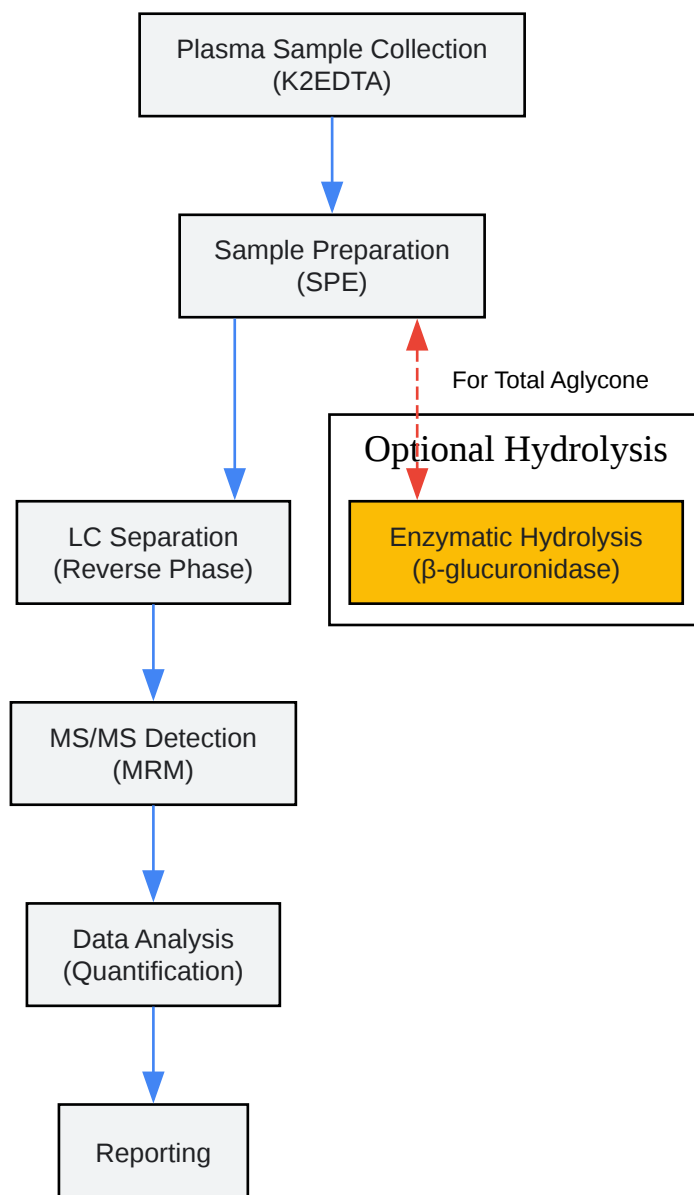 Plasma Sample Collection
(K2EDTA)
Sample Preparation
(SPE)
For Total Aglycone
Optional Hydrolysis
LC Separation
(Reverse Phase)
Enzymatic Hydrolysis
(β-glucuronidase)
MS/MS Detection
(MRM)
Data Analysis
(Quantification)
Reporting